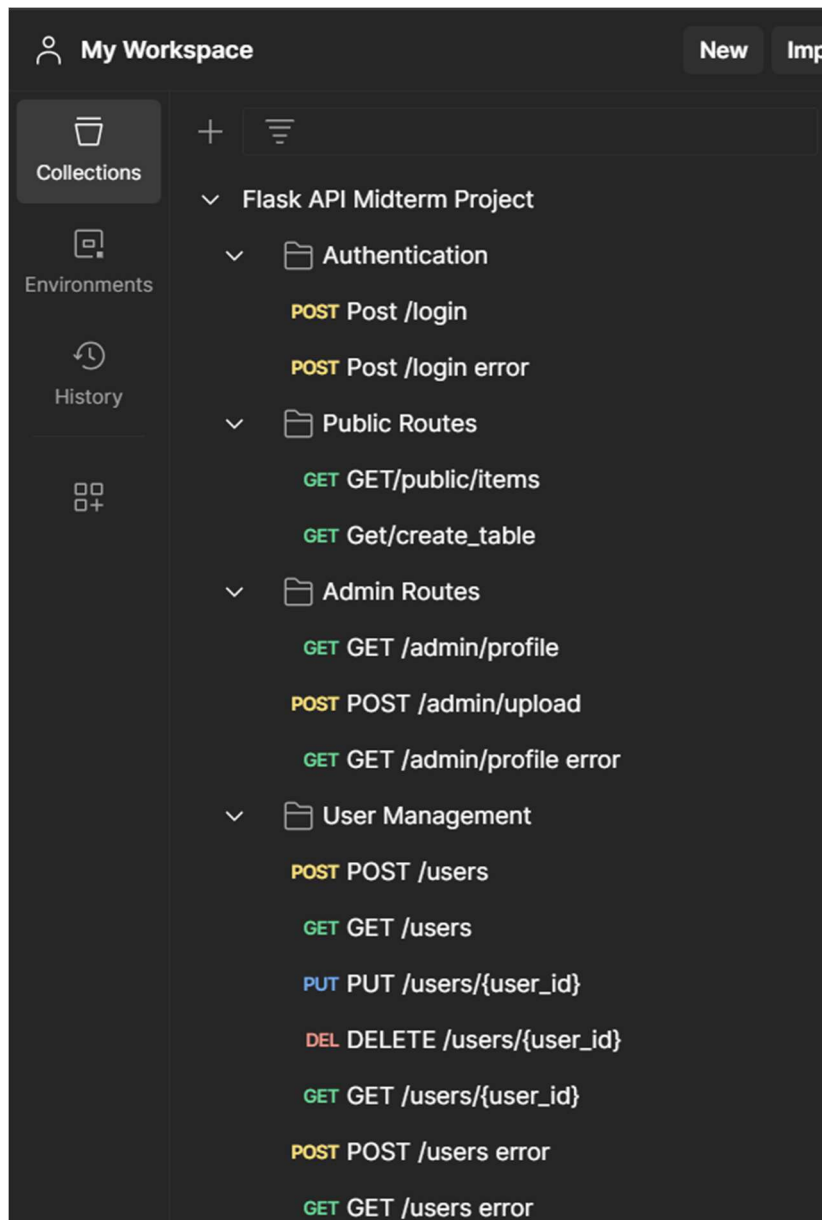 My Workspace
New
Imp
Collections
Environments
History
Flask API Midterm Project
Authentication
POST Post /login
POST Post /login error
Public Routes
GET GET/public/items
GET Get/create_table
Admin Routes
GET GET /admin/profile
POST POST /admin/upload
GET GET /admin/profile error
User Management
POST POST /users
GET GET /users
PUT PUT /users/{user_id}
DEL DELETE /users/{user_id}
GET GET /users/{user_id}
POST POST /users error
GET GET /users error